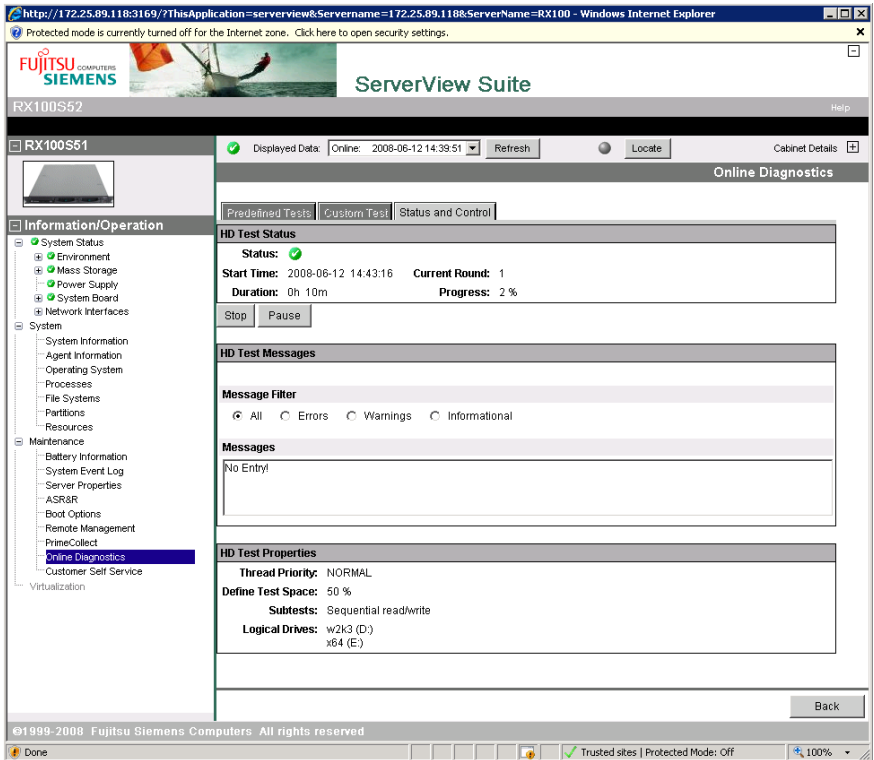 http://172.25.89.118:3169/?ThisApplication=serverview&Servername=172.25.89.118&ServerName=RX100 - Windows Internet Explorer
Protected mode is currently turned off for the Internet zone. Click here to open security settings.
FUJITSU COMPUTERS
SIEMENS
ServerView Suite
RX100S52
Help
RX100S51
Displayed Data: Online: 2008-06-12 14:39:51 Refresh Locate Cabinet Details
Online Diagnostics
Predefined Tests Custom Test Status and Control
Information/Operation
System Status
Environment
Mass Storage
Power Supply
System Board
Network Interfaces
System
System Information
Agent Information
Operating System
Processes
File Systems
Partitions
Resources
Maintenance
Battery Information
System Event Log
Server Properties
ASR&R
Boot Options
Remote Management
PrimeCollect
Online Diagnostics
Customer Self Service
Virtualization
HD Test Status
Status:
Start Time: 2008-06-12 14:43:16 Current Round: 1
Duration: 0h 10m Progress: 2 %
Stop Pause
HD Test Messages
Message Filter
All Errors Warnings Informational
Messages
No Entry!
HD Test Properties
Thread Priority: NORMAL
Define Test Space: 50 %
Subtests: Sequential read/write
Logical Drives: w2k3 (D:)
x64 (E:)
Back
©1999-2008 Fujitsu Siemens Computers All rights reserved
Done
Trusted sites | Protected Mode: Off
100%